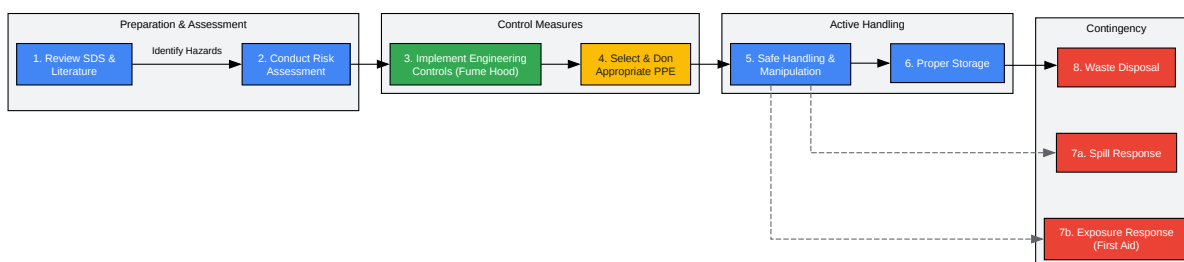 Preparation & Assessment
1. Review SDS &
Literature
Identify Hazards
2. Conduct Risk
Assessment
Control Measures
3. Implement Engineering
Controls (Fume Hood)
4. Select & Don
Appropriate PPE
Active Handling
5. Safe Handling &
Manipulation
6. Proper Storage
Contingency
8. Waste Disposal
7a. Spill Response
7b. Exposure Response
(First Aid)